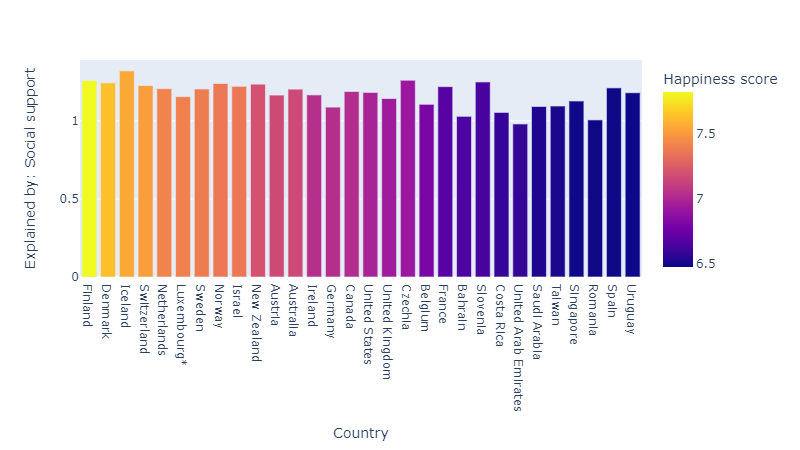 Happiness score
7.5
7
6.5
Explained by: Social support
1
0.5
0
Finland
Denmark
Iceland
Switzerland
Netherlands
Luxembourg*
Sweden
Norway
Israel
New Zealand
Austria
Australia
Ireland
Germany
Canada
United States
United Kingdom
Czechia
Belgium
France
Bahrain
Slovenia
Costa Rica
United Arab Emirates
Saudi Arabia
Taiwan
Singapore
Romania
Spain
Uruguay
Country